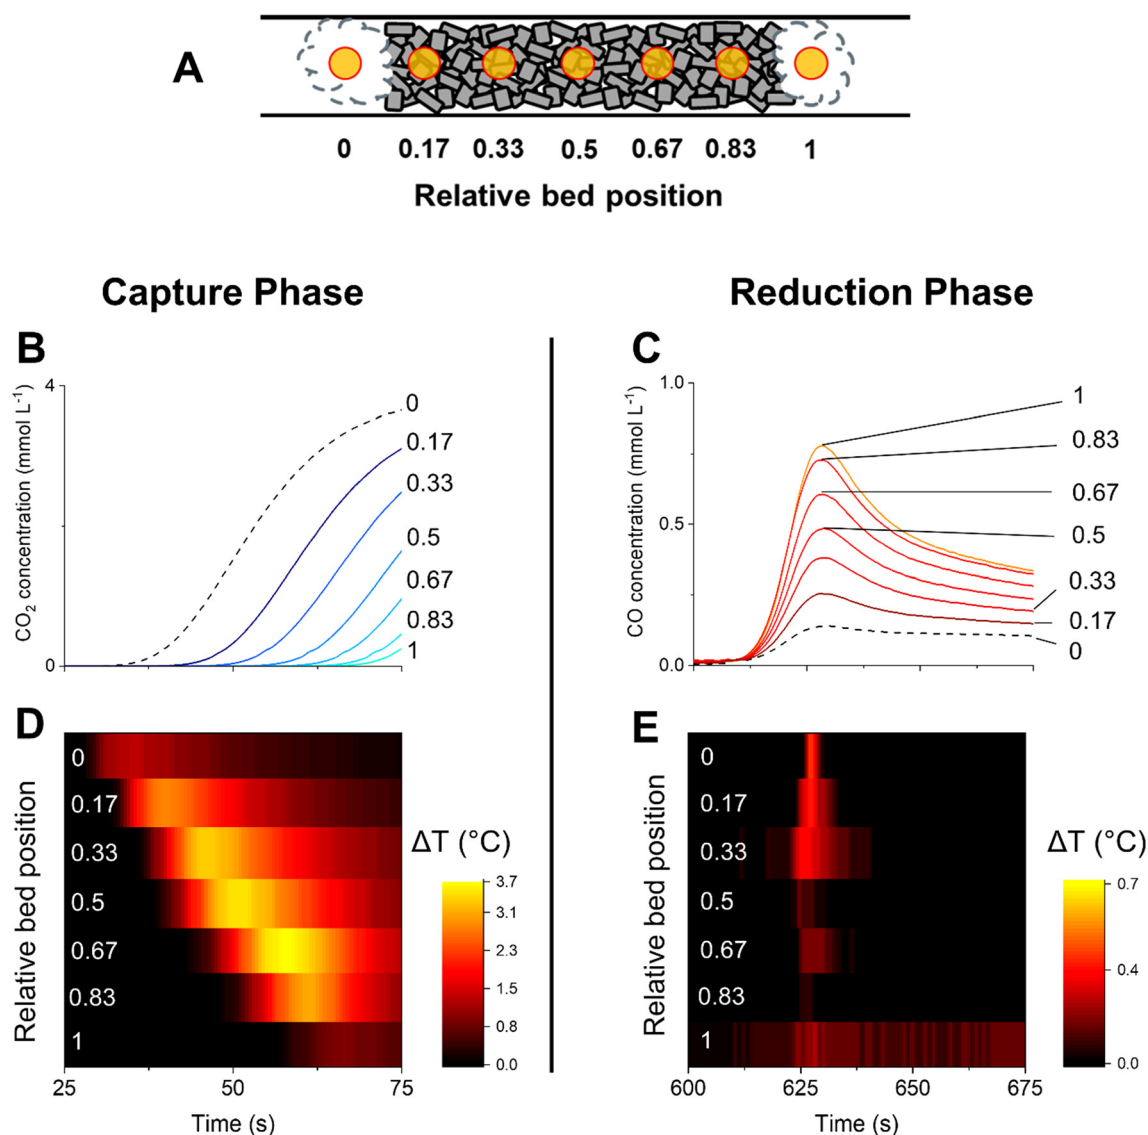 A
0 0.17 0.33 0.5 0.67 0.83 1
Relative bed position
Capture Phase
Reduction Phase
B
CO₂ concentration (mmol L⁻¹)
4
0
0
0.17
0.33
0.5
0.67
0.83
1
C
CO concentration (mmol L⁻¹)
1.0
0.5
0.0
1
0.83
0.67
0.5
0.33
0.17
0
D
Relative bed position
0
0.17
0.33
0.5
0.67
0.83
1
25 50 75
Time (s)
ΔT (°C)
3.7
3.1
2.3
1.5
0.8
0.0
E
Relative bed position
0
0.17
0.33
0.5
0.67
0.83
1
600 625 650 675
Time (s)
ΔT (°C)
0.7
0.4
0.0